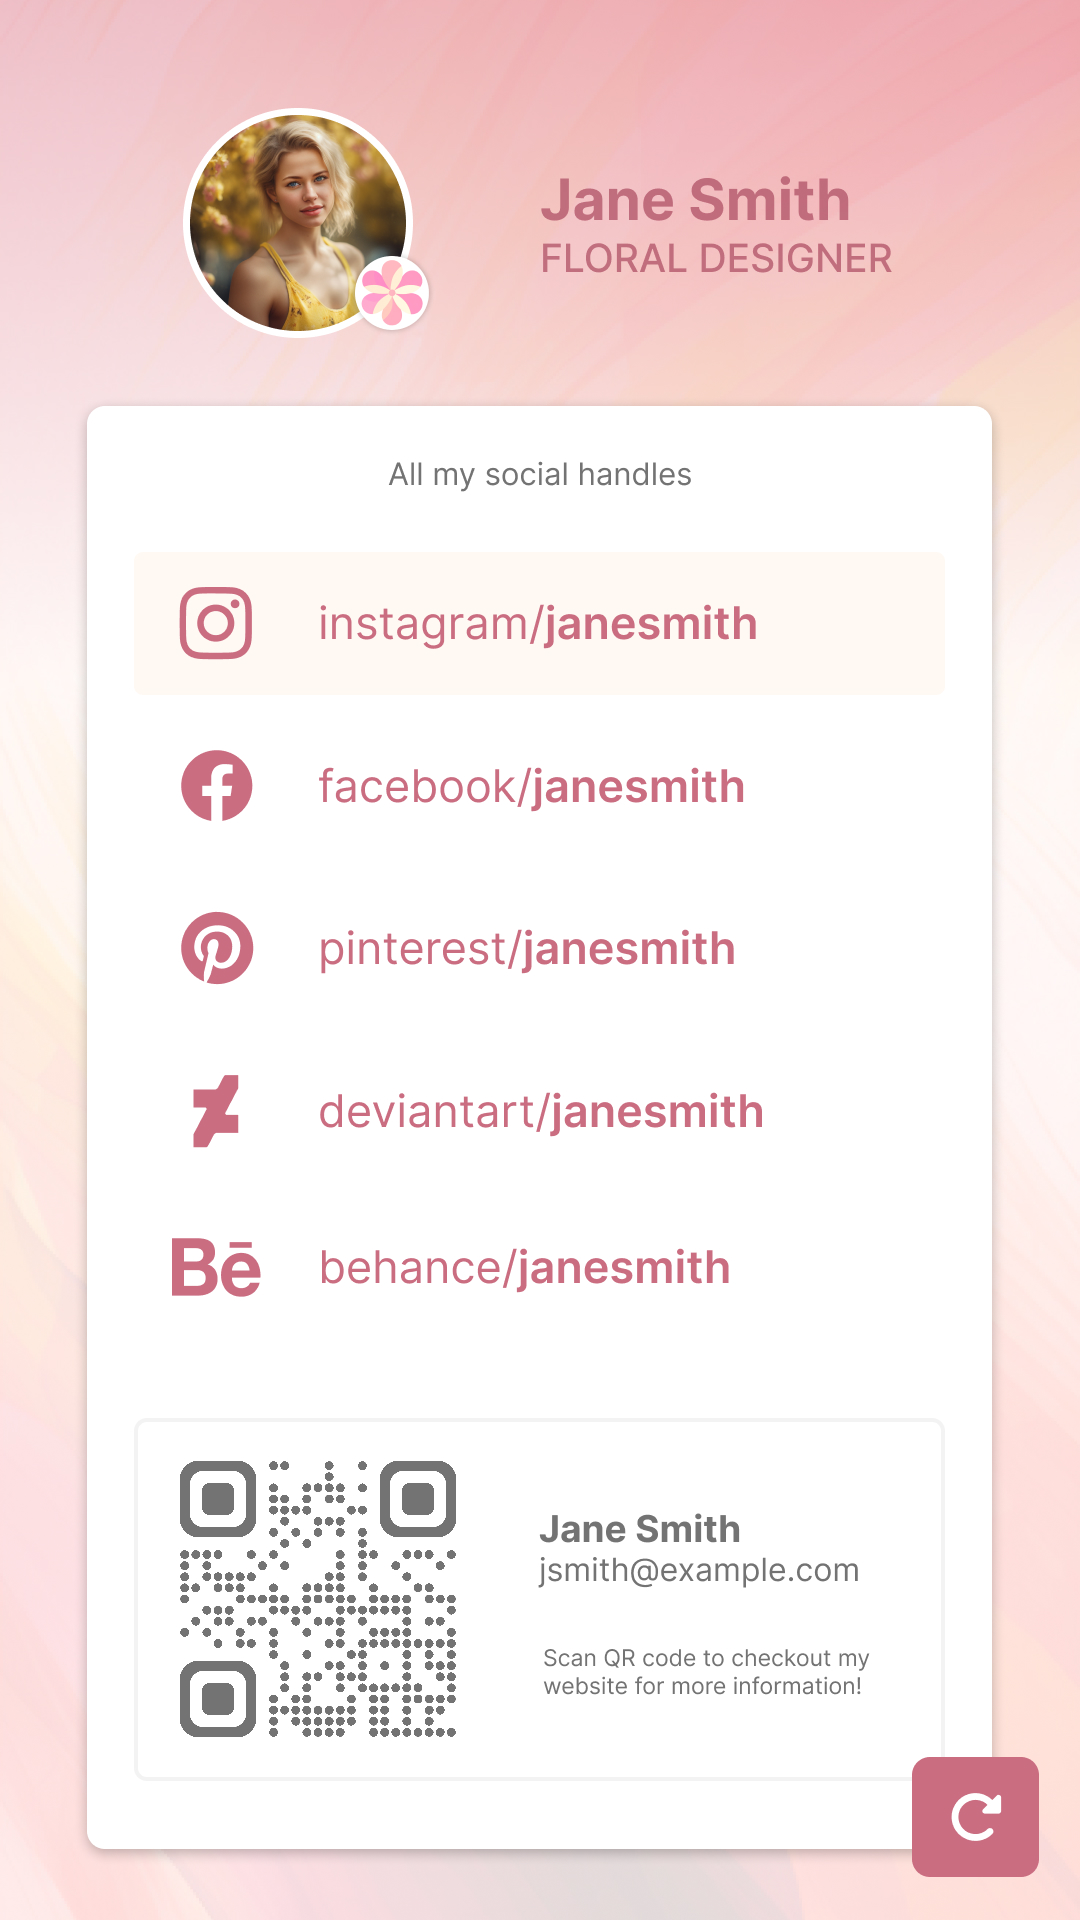 Jane Smith
FLORAL DESIGNER
All my social handles
instagram/janesmith
facebook/janesmith
pinterest/janesmith
deviantart/janesmith
Bē behance/janesmith
Jane Smith
jsmith@example.com
Scan QR code to checkout my
website for more information!